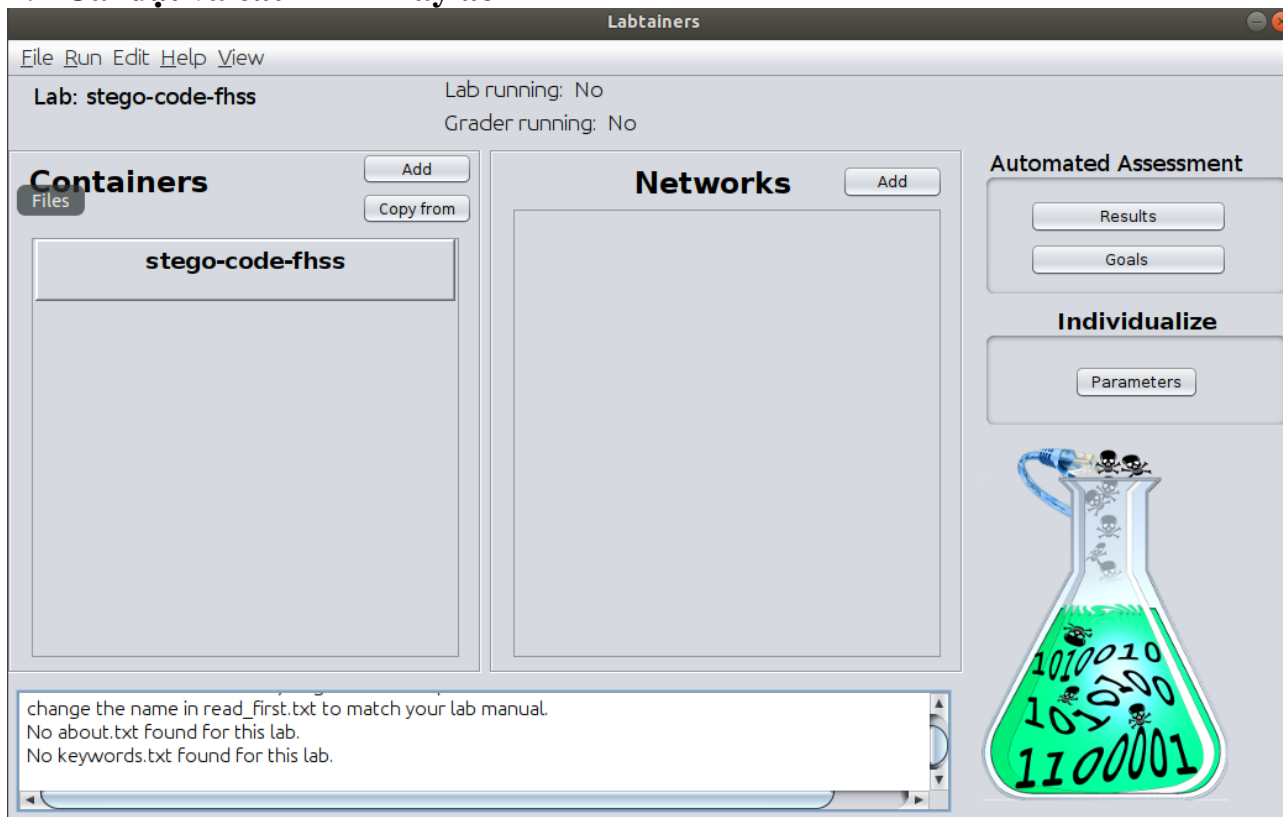 Labtainers
File Run Edit Help View
Lab: stego-code-fhss
Lab running: No
Grader running: No
Containers
Add
Copy from
Files
stego-code-fhss
Networks
Add
Automated Assessment
Results
Goals
Individualize
Parameters
1010010
1010100
1100001
change the name in read_first.txt to match your lab manual.
No about.txt found for this lab.
No keywords.txt found for this lab.